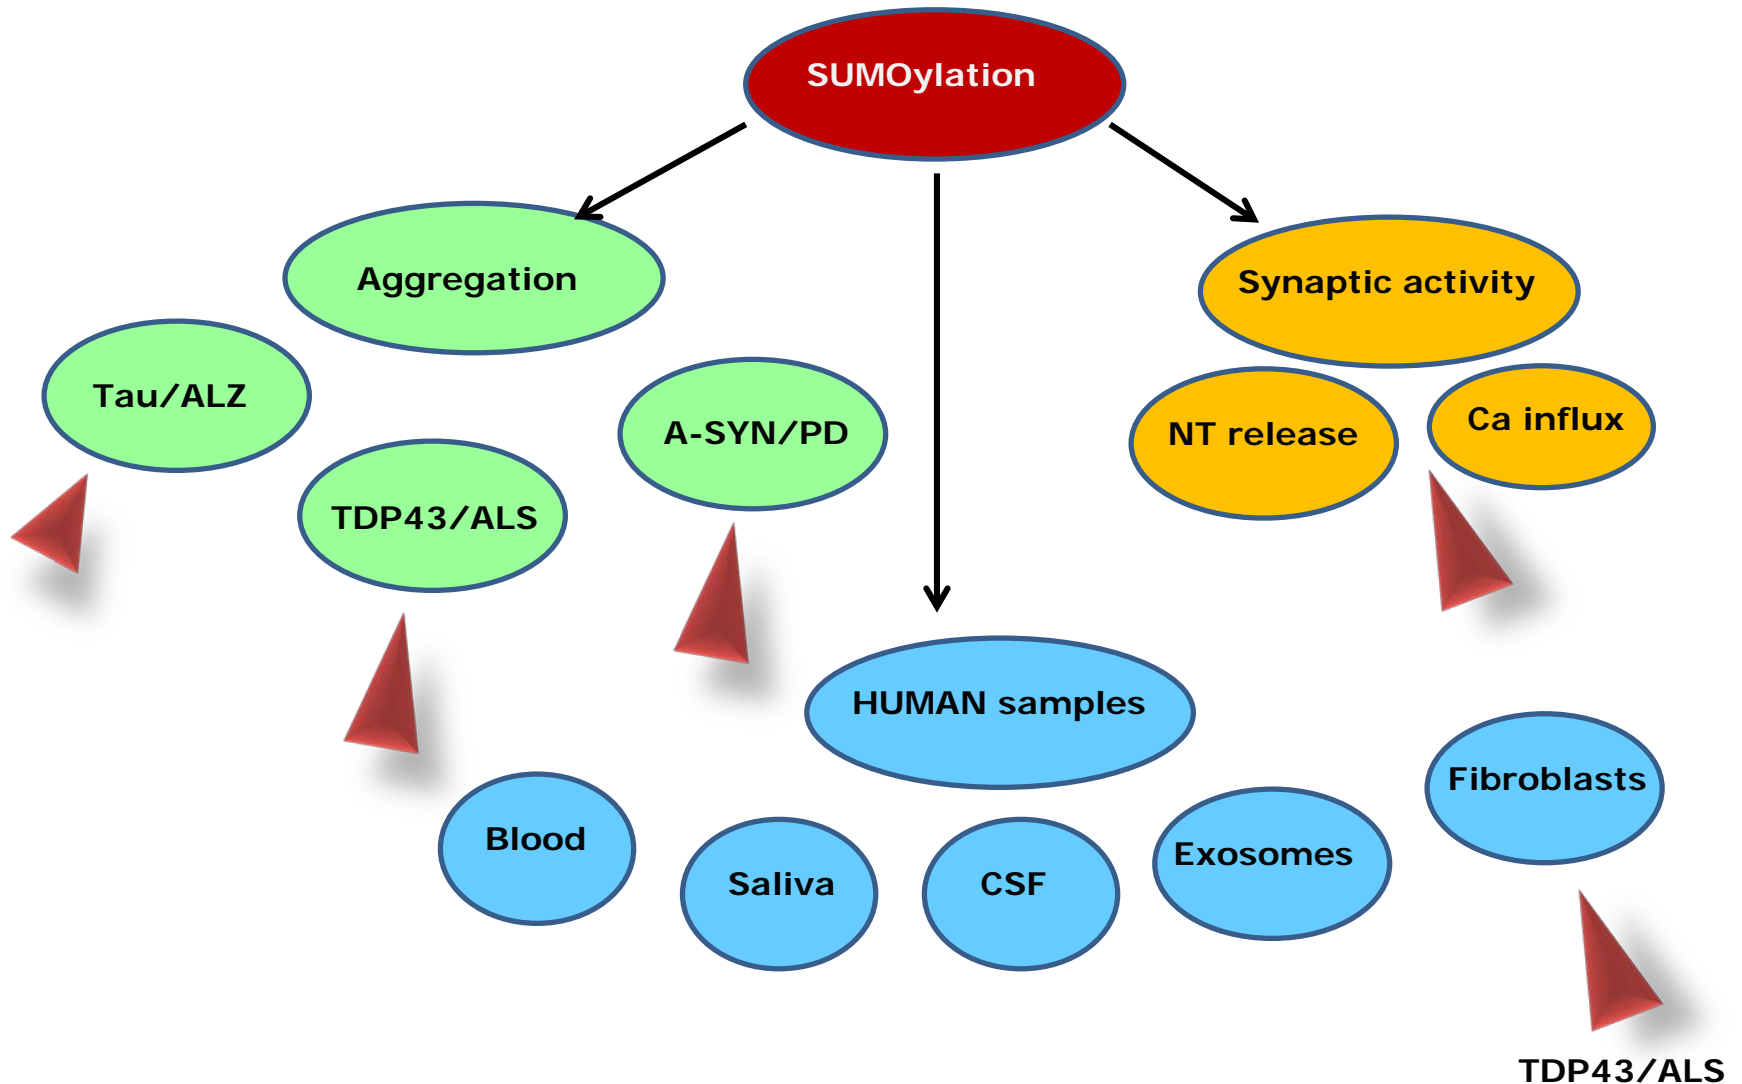 SUMOylation
Aggregation
Synaptic activity
Tau/ALZ
A-SYN/PD
NT release
Ca influx
TDP43/ALS
HUMAN samples
Fibroblasts
Blood
Saliva
CSF
Exosomes
TDP43/ALS